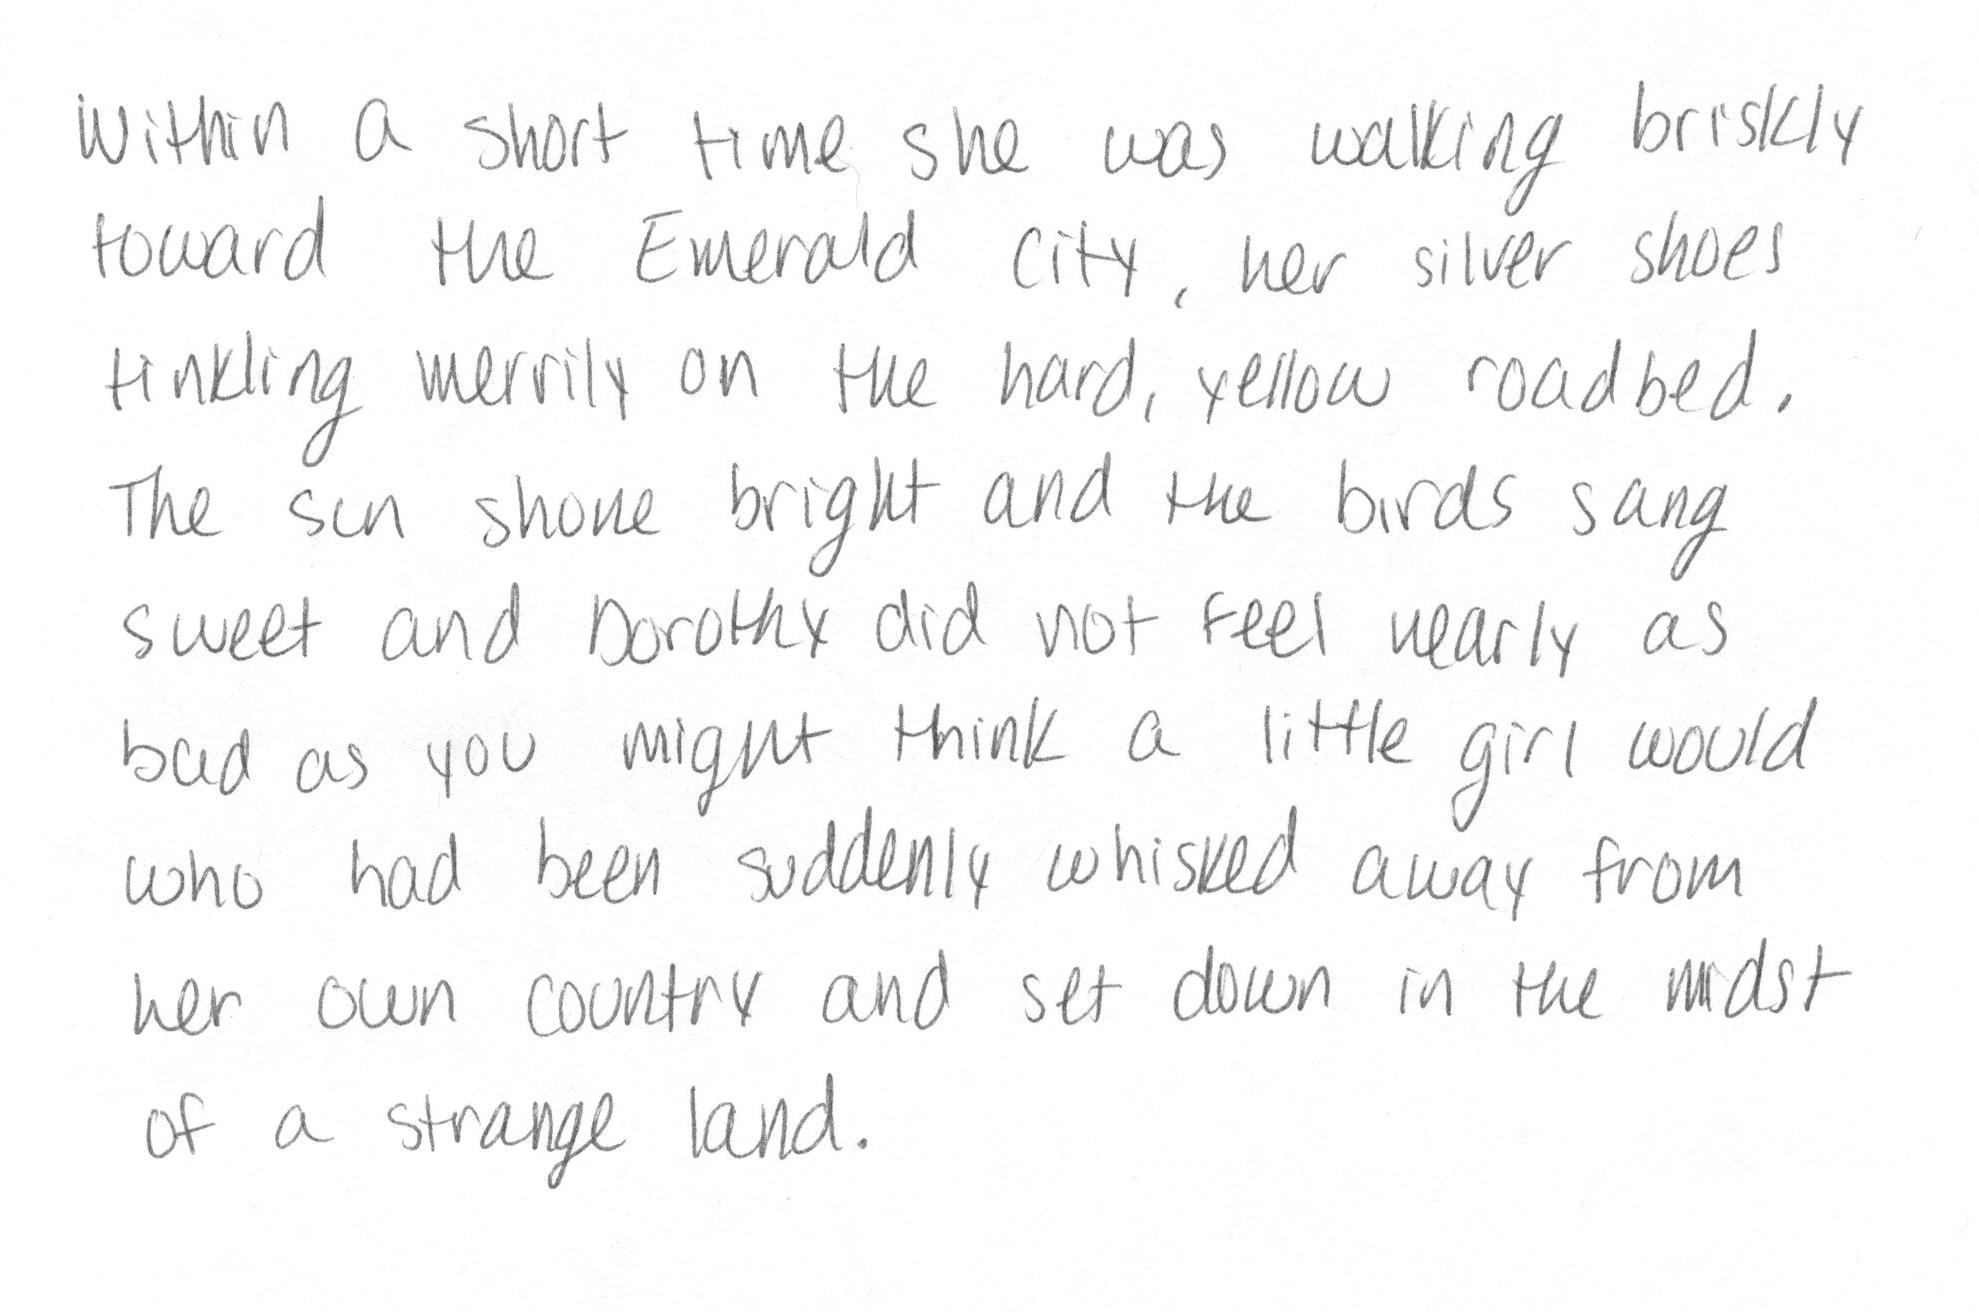 Within a short time she was walking briskly
toward the Emerald City, her silver shoes
tinkling merrily on the hard, yellow roadbed.
The sun shone bright and the birds sang
sweet and Dorothy did not feel nearly as
bad as you might think a little girl would
who had been suddenly whisked away from
her own country and set down in the midst
of a strange land.